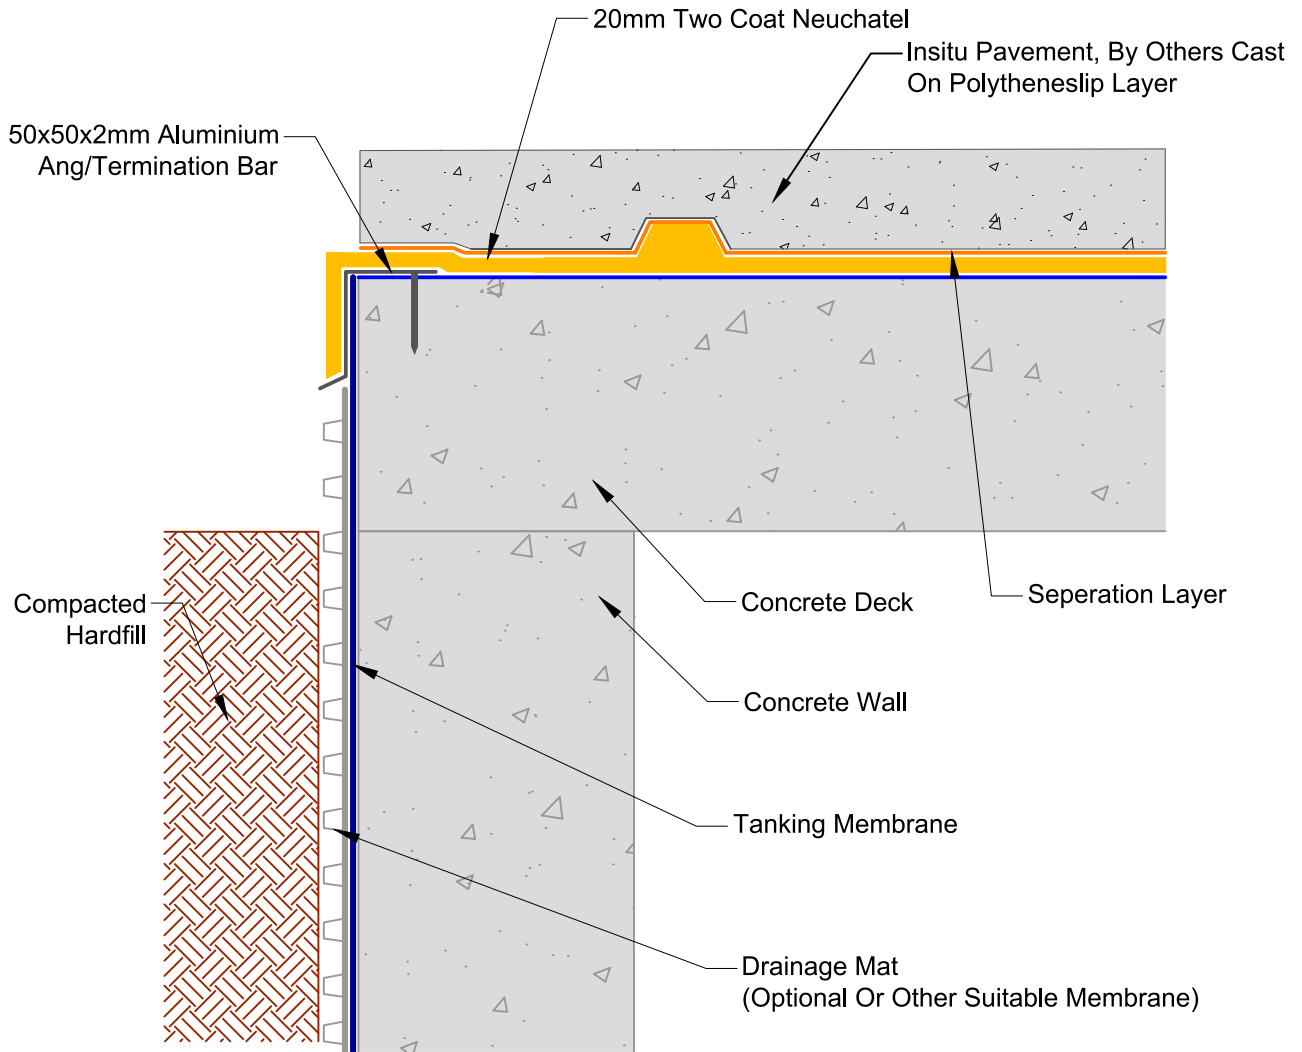 20mm Two Coat Neuchatel
Insitu Pavement, By Others Cast
On Polytheneslip Layer
50x50x2mm Aluminium
Ang/Termination Bar
Compacted
Hardfill
Concrete Deck
Seperation Layer
Concrete Wall
Tanking Membrane
Drainage Mat
(Optional Or Other Suitable Membrane)